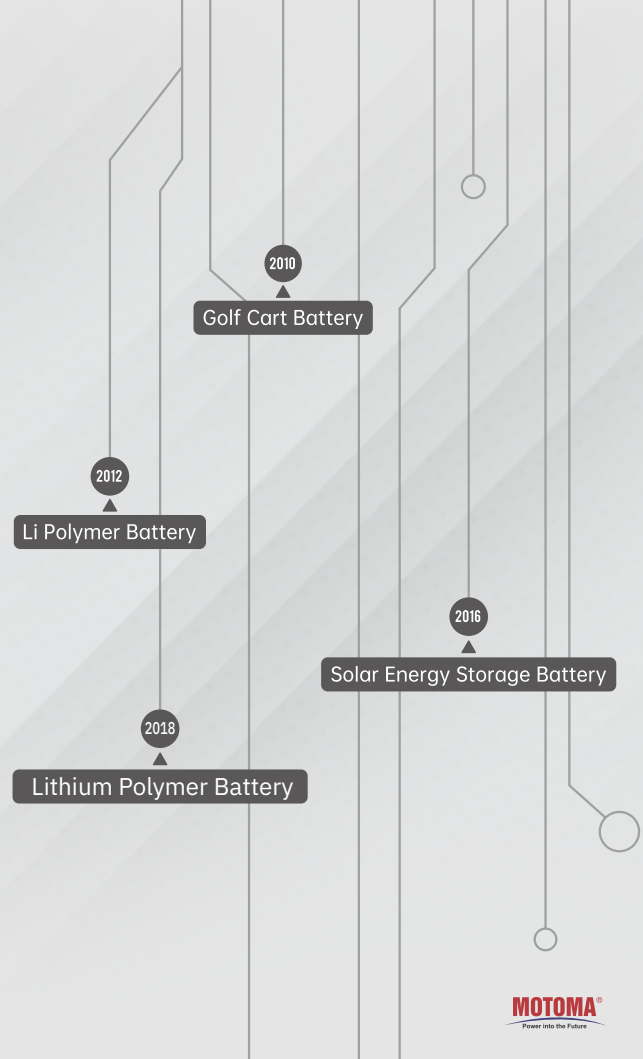 2010
Golf Cart Battery
2012
Li Polymer Battery
2016
Solar Energy Storage Battery
2018
Lithium Polymer Battery
MOTOMA®
Power into the Future